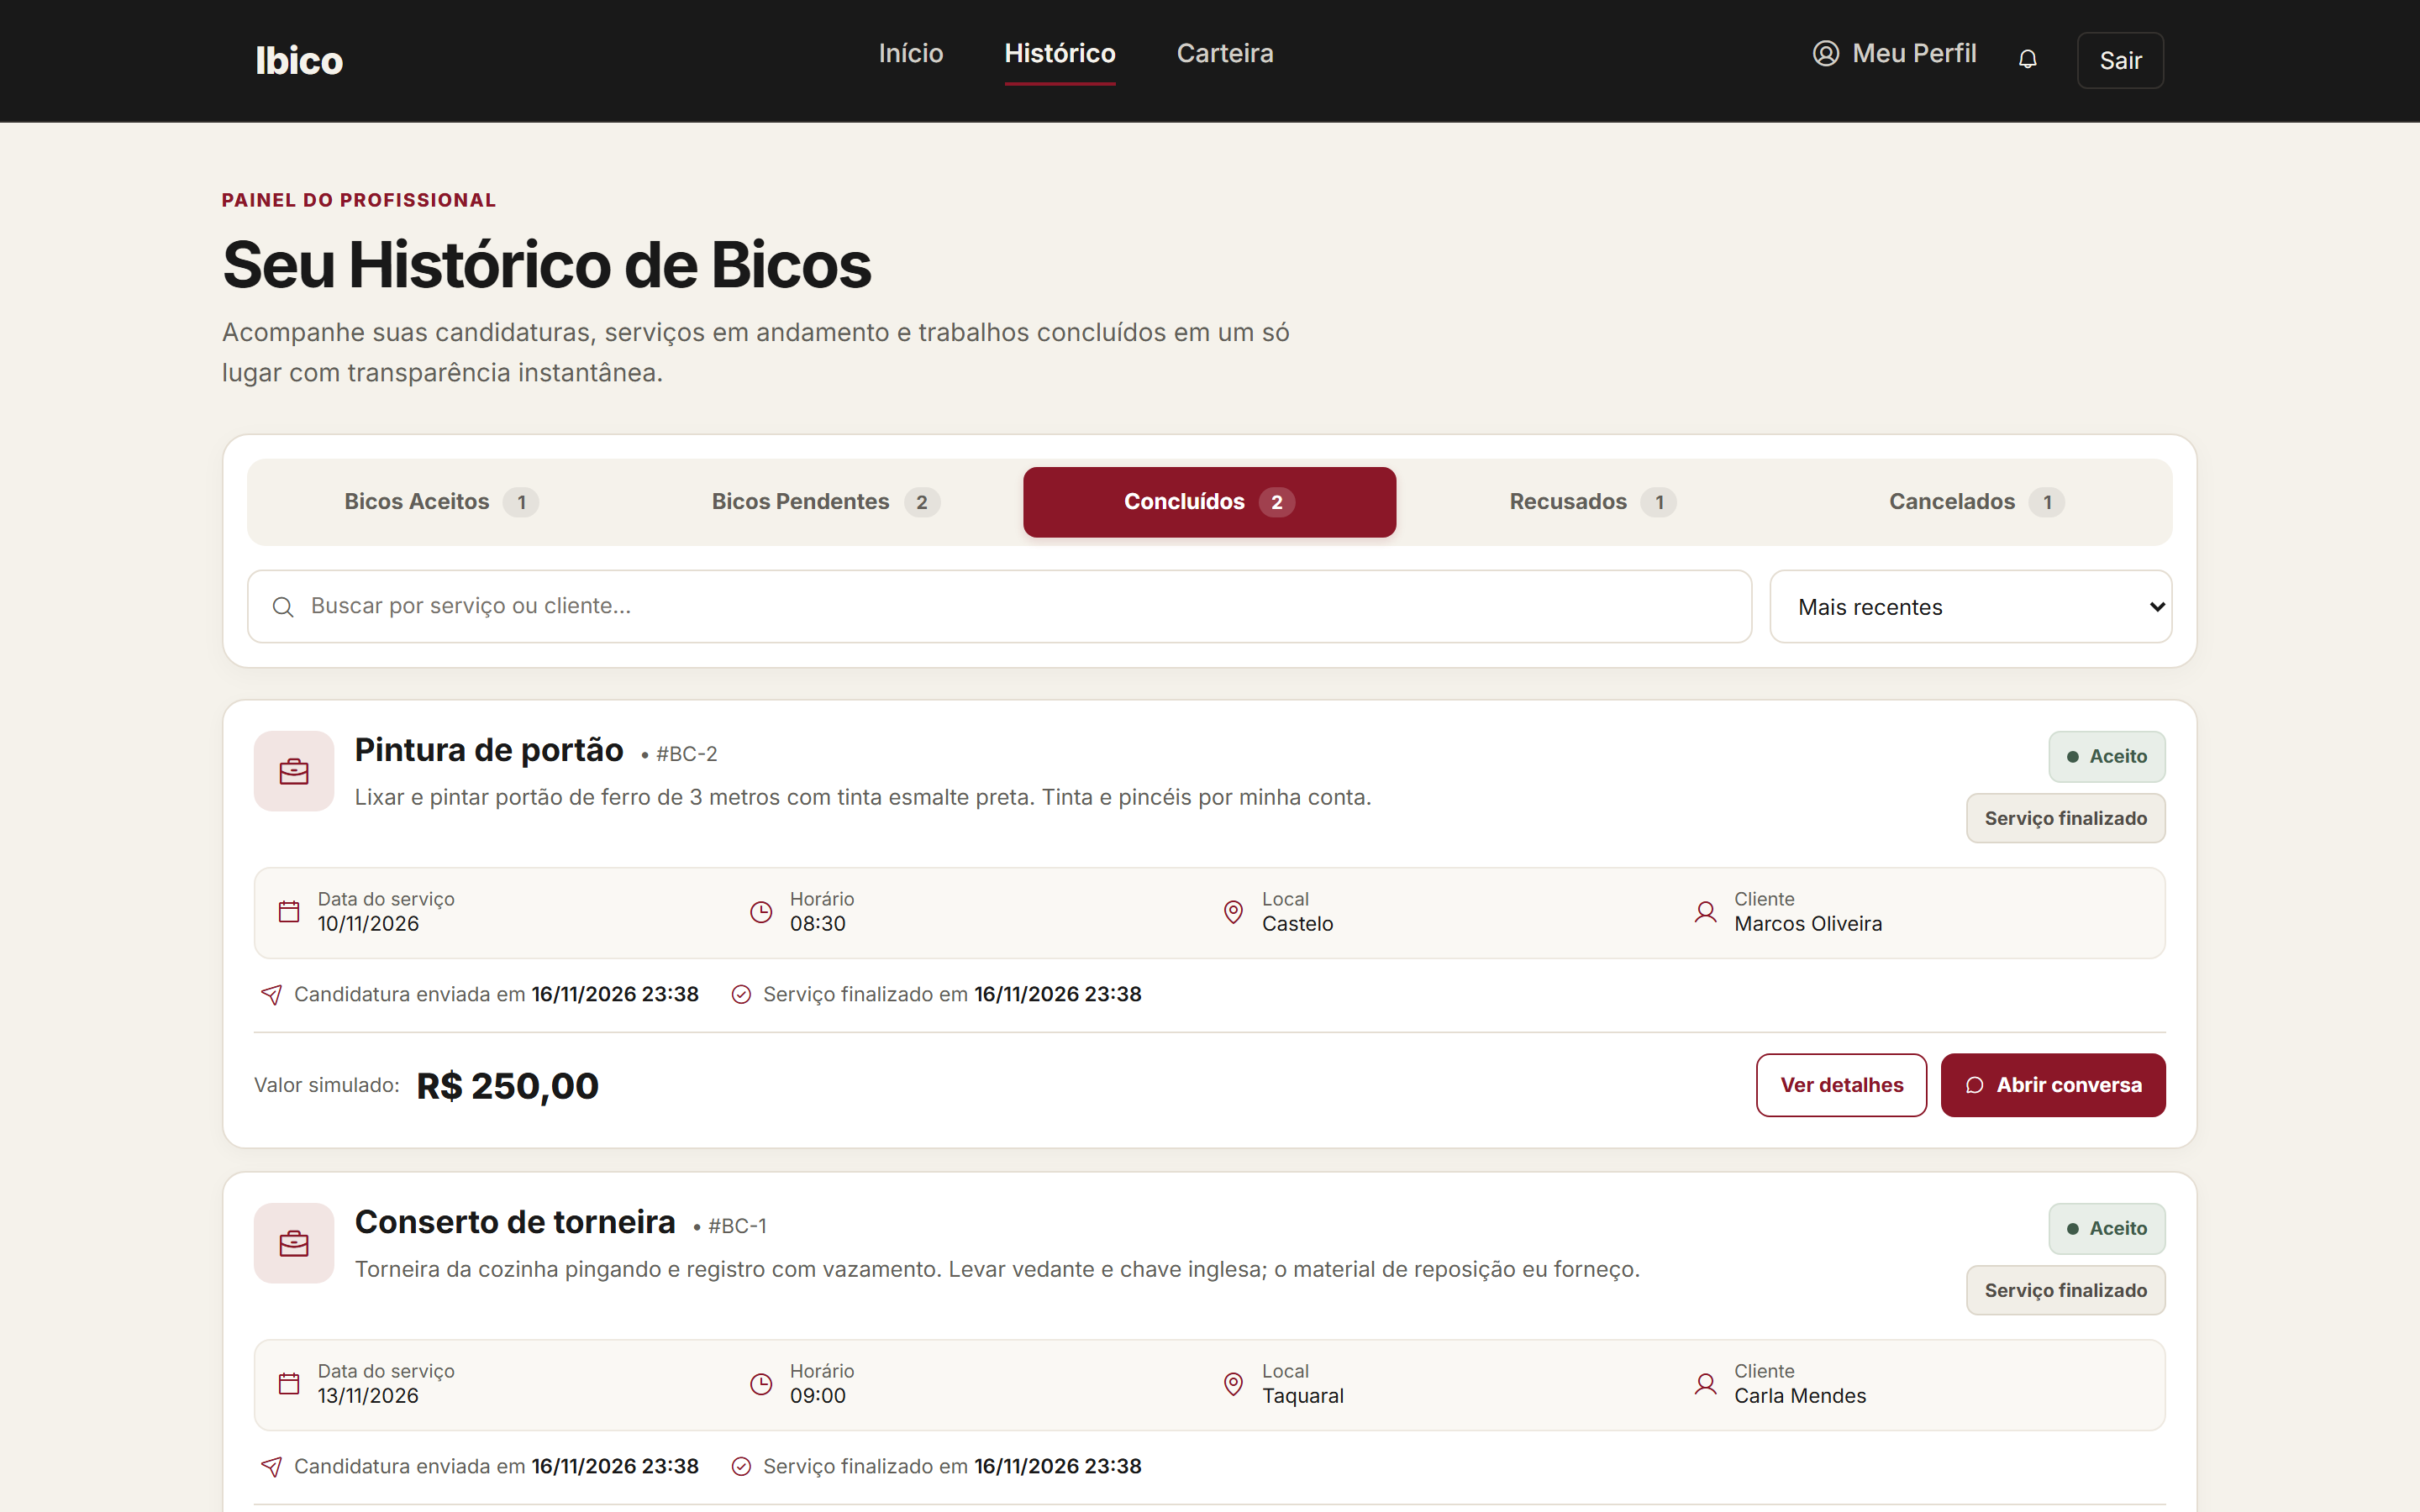 Ibico
Início
Histórico
Carteira
Meu Perfil
Sair
PAINEL DO PROFISSIONAL
Seu Histórico de Bicos
Acompanhe suas candidaturas, serviços em andamento e trabalhos concluídos em um só
lugar com transparência instantânea.
Bicos Aceitos 1
Bicos Pendentes 2
Concluídos 2
Recusados 1
Cancelados 1
Buscar por serviço ou cliente...
Mais recentes
Pintura de portão • #BC-2
Lixar e pintar portão de ferro de 3 metros com tinta esmalte preta. Tinta e pincéis por minha conta.
Aceito
Serviço finalizado
Data do serviço
10/11/2026
Horário
08:30
Local
Castelo
Cliente
Marcos Oliveira
Candidatura enviada em 16/11/2026 23:38
Serviço finalizado em 16/11/2026 23:38
Valor simulado: R$ 250,00
Ver detalhes
Abrir conversa
Conserto de torneira • #BC-1
Torneira da cozinha pingando e registro com vazamento. Levar vedante e chave inglesa; o material de reposição eu forneço.
Aceito
Serviço finalizado
Data do serviço
13/11/2026
Horário
09:00
Local
Taquaral
Cliente
Carla Mendes
Candidatura enviada em 16/11/2026 23:38
Serviço finalizado em 16/11/2026 23:38